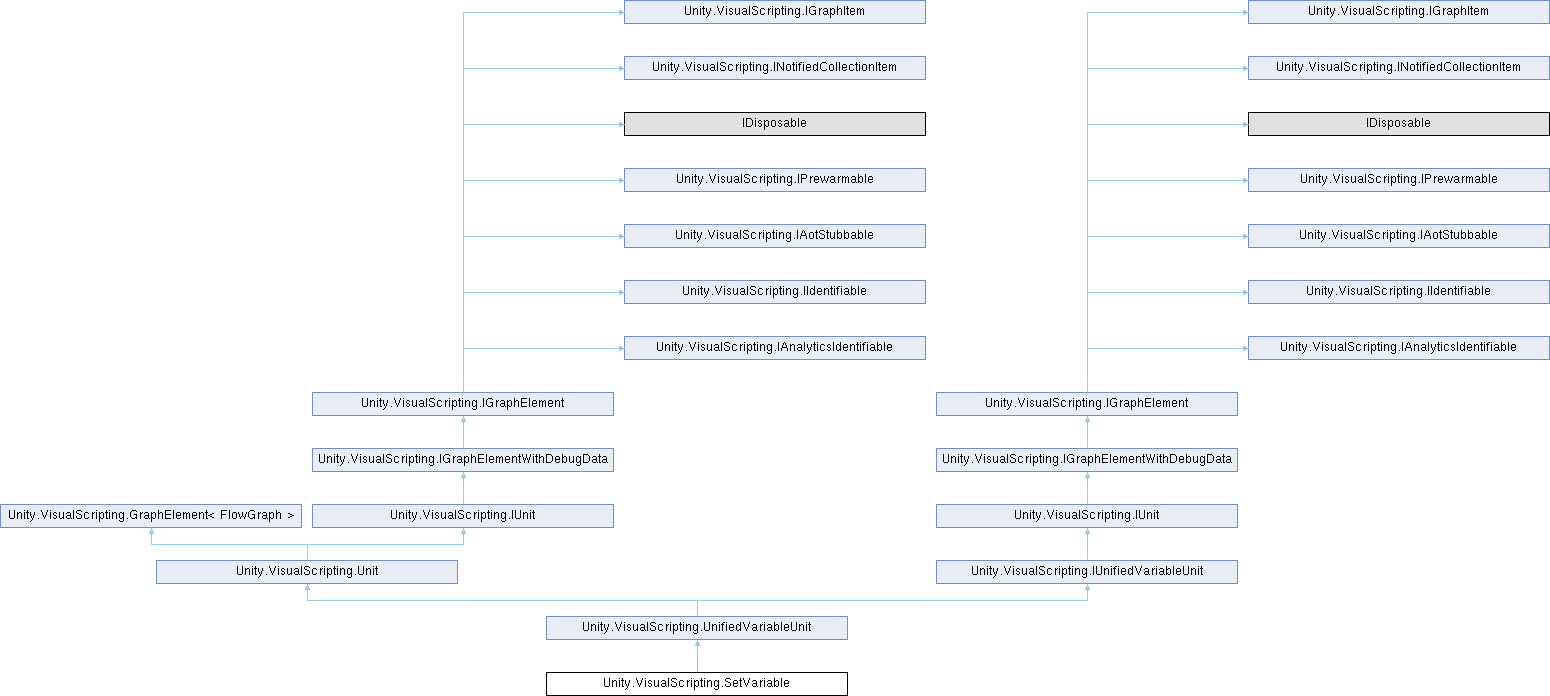 Unity.VisualScripting.IGraphItem Unity.VisualScripting.IGraphItem
Unity.VisualScripting.INotifiedCollectionItem Unity.VisualScripting.INotifiedCollectionItem
IDisposable IDisposable
Unity.VisualScripting.IPrewarmable Unity.VisualScripting.IPrewarmable
Unity.VisualScripting.IAotStubbable Unity.VisualScripting.IAotStubbable
Unity.VisualScripting.IIdentifiable Unity.VisualScripting.IIdentifiable
Unity.VisualScripting.IAnalyticsIdentifiable Unity.VisualScripting.IAnalyticsIdentifiable
Unity.VisualScripting.IGraphElement Unity.VisualScripting.IGraphElement
Unity.VisualScripting.IGraphElementWithDebugData Unity.VisualScripting.IGraphElementWithDebugData
Unity.VisualScripting.GraphElement< FlowGraph > Unity.VisualScripting.IUnit Unity.VisualScripting.IUnit
Unity.VisualScripting.Unit Unity.VisualScripting.IUnifiedVariableUnit
Unity.VisualScripting.UnifiedVariableUnit
Unity.VisualScripting.SetVariable